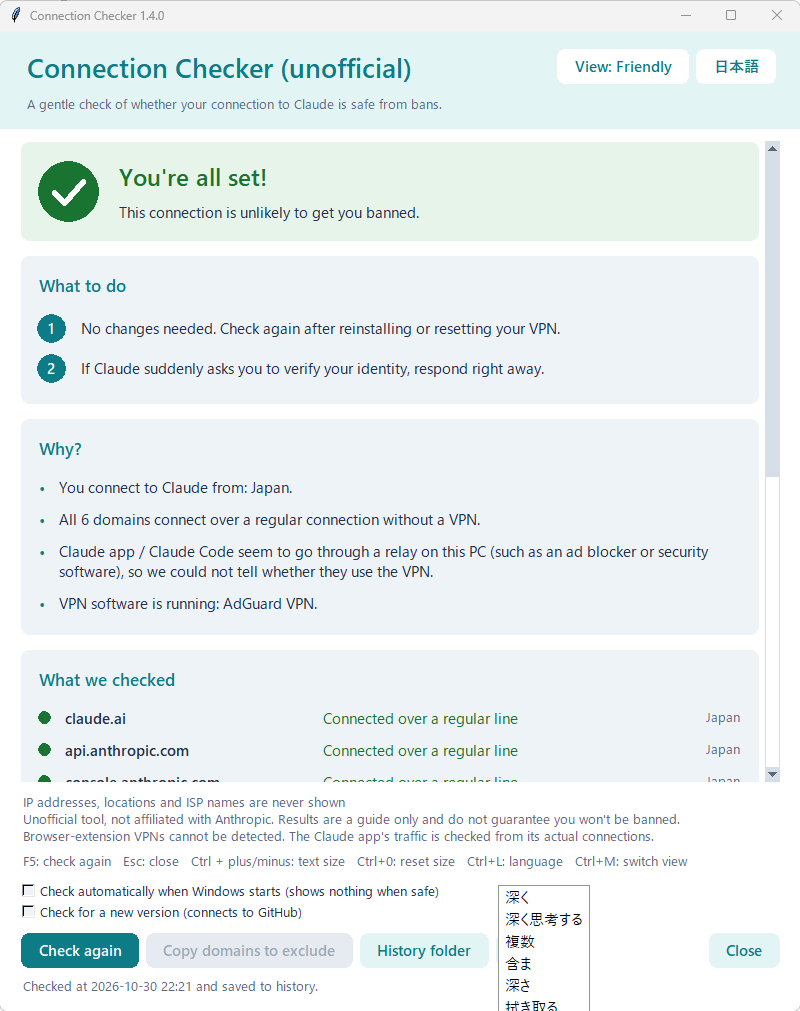 Connection Checker 1.4.0
Connection Checker (unofficial)
View: Friendly
日本語
A gentle check of whether your connection to Claude is safe from bans.
You're all set!
This connection is unlikely to get you banned.
What to do
1 No changes needed. Check again after reinstalling or resetting your VPN.
2 If Claude suddenly asks you to verify your identity, respond right away.
Why?
• You connect to Claude from: Japan.
• All 6 domains connect over a regular connection without a VPN.
• Claude app / Claude Code seem to go through a relay on this PC (such as an ad blocker or security
software), so we could not tell whether they use the VPN.
• VPN software is running: AdGuard VPN.
What we checked
claude.ai Connected over a regular line Japan
api.anthropic.com Connected over a regular line Japan
console.anthropic.com Connected over a regular line Japan
IP addresses, locations and ISP names are never shown
Unofficial tool, not affiliated with Anthropic. Results are a guide only and do not guarantee you won't be banned.
Browser-extension VPNs cannot be detected. The Claude app's traffic is checked from its actual connections.
F5: check again Esc: close Ctrl + plus/minus: text size Ctrl+0: reset size Ctrl+L: language Ctrl+M: switch view
Check automatically when Windows starts (shows nothing when safe)
Check for a new version (connects to GitHub)
深く
深く思考する
複数
含ま
深さ
拭き取る
Check again
Copy domains to exclude
History folder
Close
Checked at 2026-10-30 22:21 and saved to history.